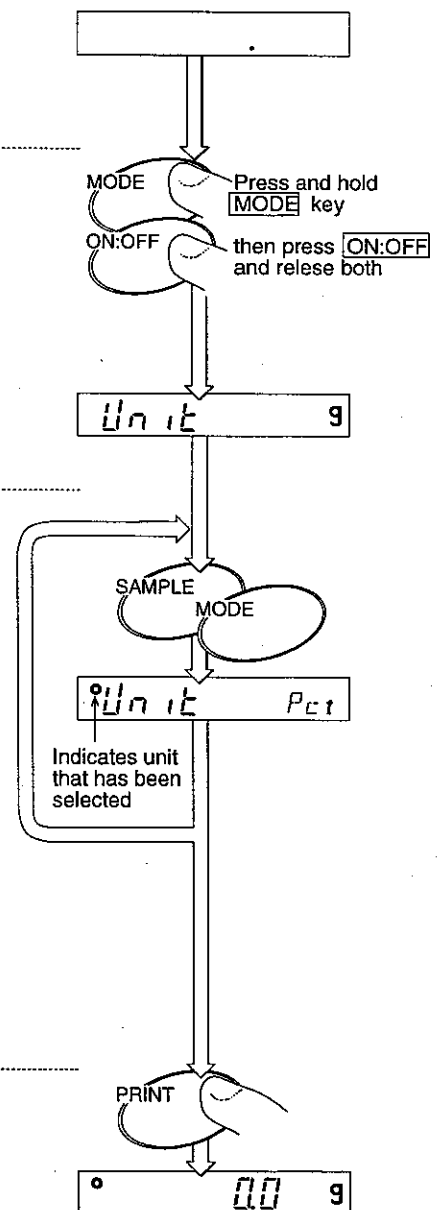 MODE
Press and hold
MODE key
ON:OFF
then press ON:OFF
and relese both
Unit g
SAMPLE
MODE
Unit Pct
Indicates unit
that has been
selected
PRINT
0.0 g